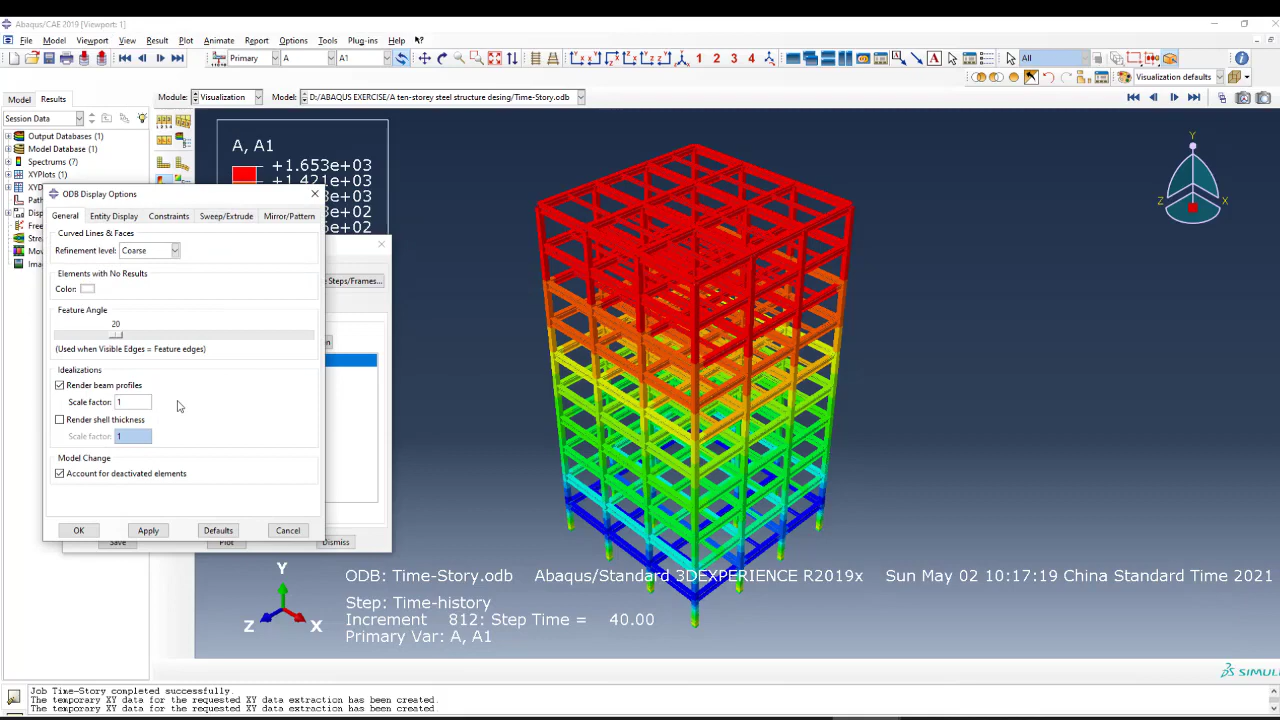 Abaqus/CAE 2019 [Viewport: 1]
File Model Viewport View Result Plot Animate Report Options Tools Plug-ins Help
Primary A A1 1 2 3 4 All
Visualization defaults
Model Results Module: Visualization Model: D:/ABAQUS EXERCISE/A ten-storey steel structure desing/Time-Story.odb
Session Data
Output Databases (1)
Model Database (1)
Spectrums (7)
XYPlots (1)
A, A1
+1.653e+03
+1.421e+03
ODB Display Options
General Entity Display Constraints Sweep/Extrude Mirror/Pattern
Curved Lines & Faces
Refinement level: Coarse
Elements with No Results
Color:
Steps/Frames...
Feature Angle
20
(Used when Visible Edges = Feature edges)
Idealizations
Render beam profiles
Scale factor: 1
Render shell thickness
Scale factor: 1
Model Change
Account for deactivated elements
OK Apply Defaults Cancel
Save Plot Dismiss
Y
Z X
Y
Z X
ODB: Time-Story.odb Abaqus/Standard 3DEXPERIENCE R2019x Sun May 02 10:17:19 China Standard Time 2021
Step: Time-history
Increment 812: Step Time = 40.00
Primary Var: A, A1
Job Time-Story completed successfully.
The temporary XY data for the requested XY data extraction has been created.
The temporary XY data for the requested XY data extraction has been created.